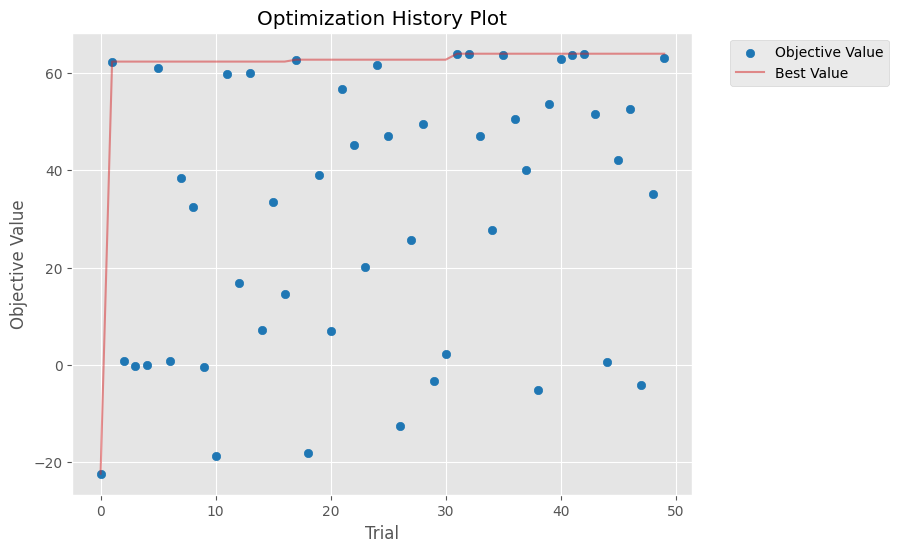 Optimization History Plot
Objective Value
Best Value
60
40
20
0
−20
Objective Value
0 10 20 30 40 50
Trial